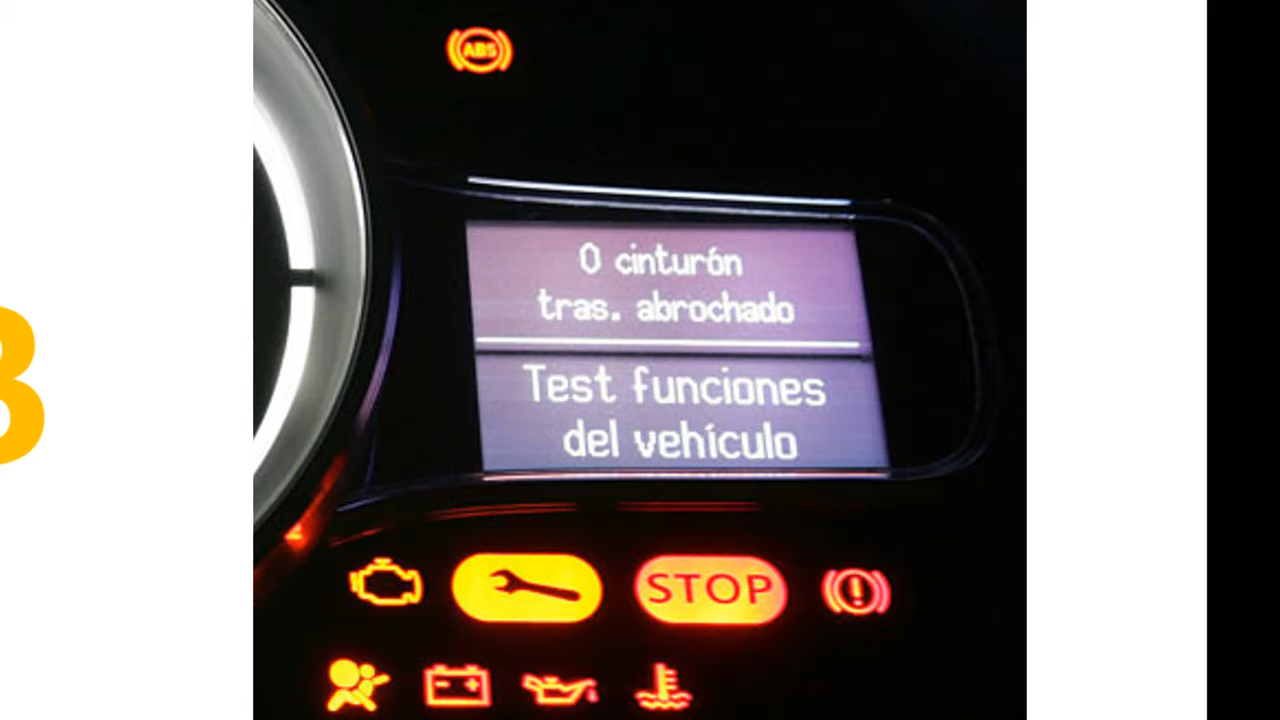 ABS
0 cinturón
tras. abrochado
Test funciones
del vehículo
STOP